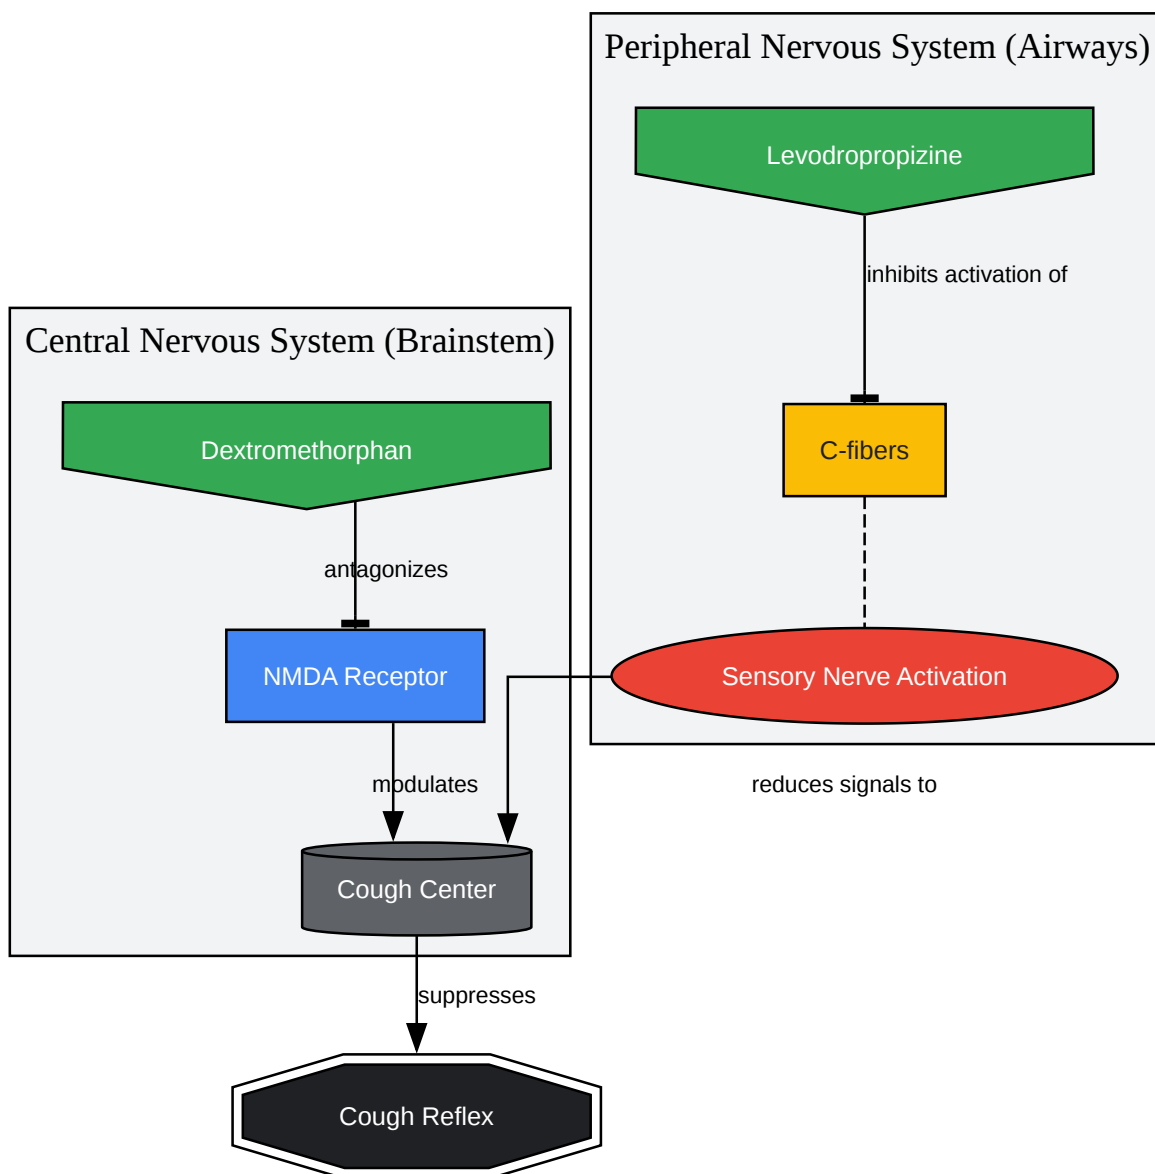 Peripheral Nervous System (Airways)
Levodropropizine
inhibits activation of
Central Nervous System (Brainstem)
Dextromethorphan
C-fibers
antagonizes
NMDA Receptor
Sensory Nerve Activation
modulates
reduces signals to
Cough Center
suppresses
Cough Reflex